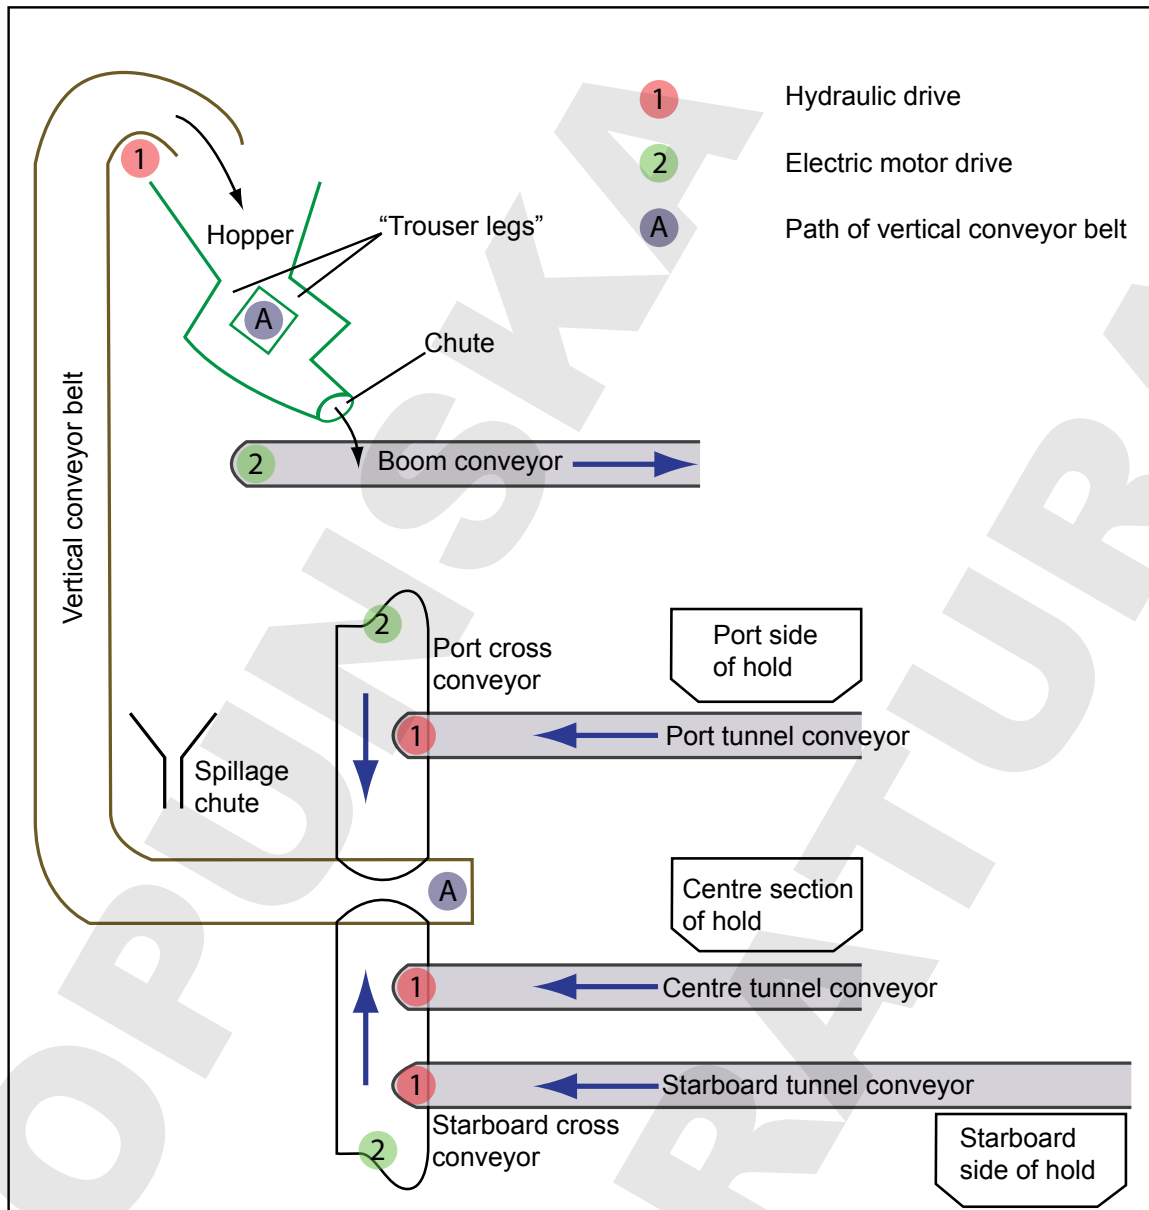 1 Hydraulic drive
2 Electric motor drive
A Path of vertical conveyor belt
1
Hopper
“Trouser legs”
A
Chute
Vertical conveyor belt
2 Boom conveyor
2
Port cross
conveyor
Port side
of hold
1 Port tunnel conveyor
Spillage
chute
A
Centre section
of hold
1 Centre tunnel conveyor
1 Starboard tunnel conveyor
Starboard cross
conveyor
2
Starboard
side of hold
OPUNSKA
RATURA